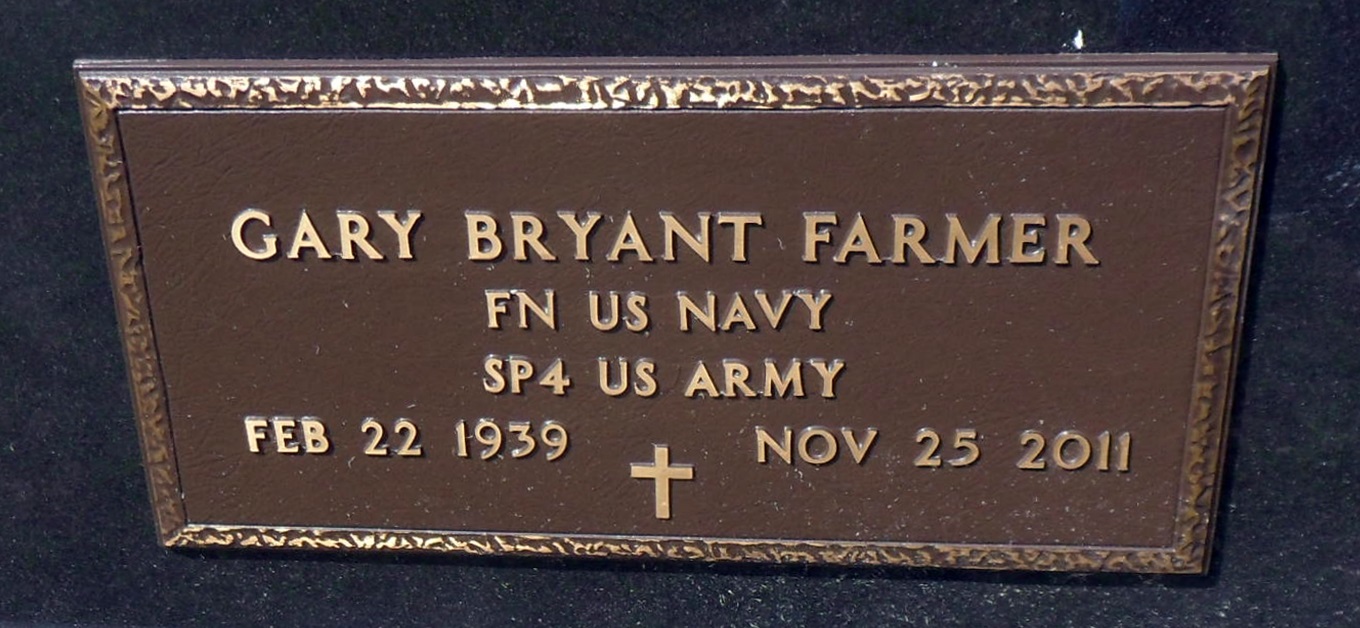 GARY BRYANT FARMER
FN US NAVY
SP4 US ARMY
FEB 22 1939 NOV 25 2011